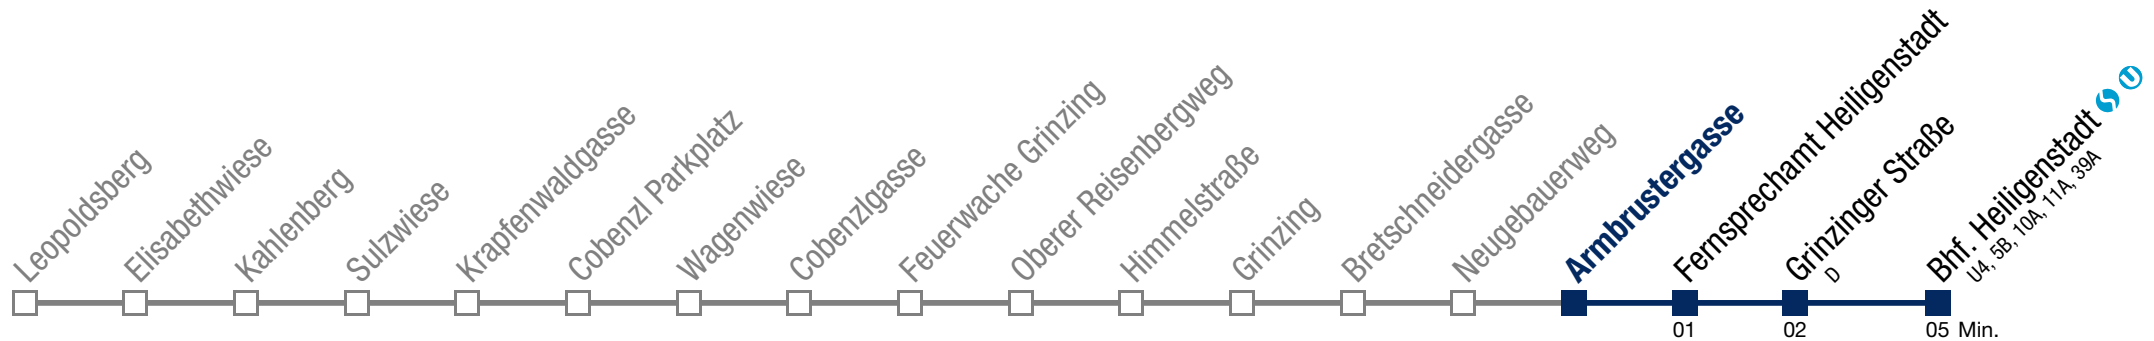 Leopoldsberg
Elisabethwiese
Kahlenberg
Sulzwiese
Krapfenwaldgasse
Cobenzl Parkplatz
Wagenwiese
Cobenzlgasse
Feuerwache Grinzing
Oberer Reisenbergweg
Himmelstraße
Grinzing
Bretschneidergasse
Neugebauerweg
Armbrustergasse
Fernsprechamt Heiligenstadt
Grinzinger Straße
D
Bhf. Heiligenstadt S U
U4, 5B, 10A, 11A, 39A
01 02 05 Min.